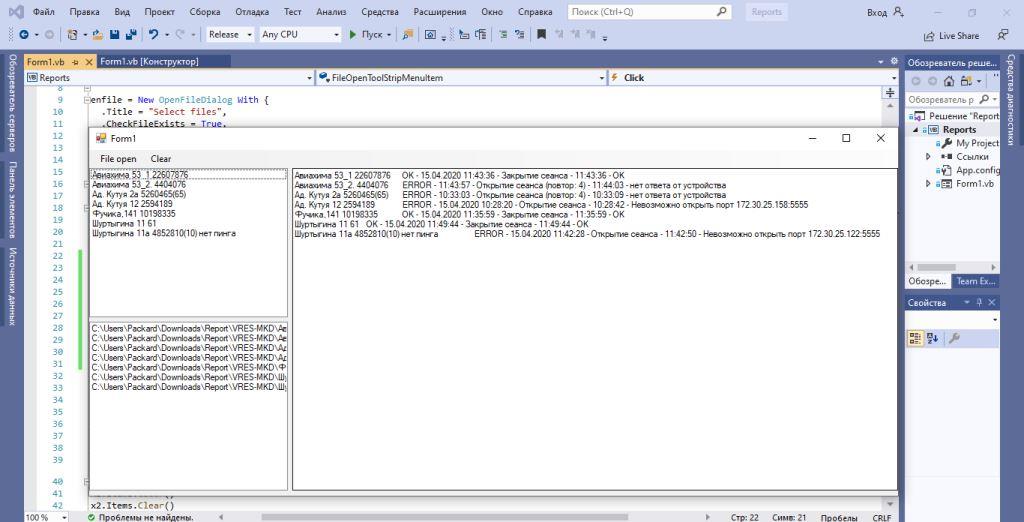 Файл Правка Вид Проект Сборка Отладка Тест Анализ Средства Расширения Окно Справка Поиск (Ctrl+Q) Reports Вход
Release Any CPU Пуск Live Share
Обозреватель серверов
Панель элементов
Источники данных
Form1.vb Form1.vb [Конструктор]
Reports FileOpenToolStripMenuItem Click
8
9 enfile = New OpenFileDialog With {
10 .Title = "Select files",
11 .CheckFileExists = True,
12
13
14
15
16
17
18
19
20
21
22
23
24
25
26
27
28
29
30
31
32
33
34
35
36
37
38
39
40
41
42 x2.Items.Clear()
Form1
File open Clear
Авиахима 53_1 22607876
Авиахима 53_2. 4404076
Ад. Кутуя 2а 5260465(65)
Ад. Кутуя 12 2594189
Фучика,141 10198335
Шуртыгина 11 61
Шуртыгина 11а 4852810(10) нет пинга
C:\Users\Packard\Downloads\Report\VRES-MKD\Ав
C:\Users\Packard\Downloads\Report\VRES-MKD\Ав
C:\Users\Packard\Downloads\Report\VRES-MKD\Ад
C:\Users\Packard\Downloads\Report\VRES-MKD\Ад
C:\Users\Packard\Downloads\Report\VRES-MKD\Ф
C:\Users\Packard\Downloads\Report\VRES-MKD\Шу
C:\Users\Packard\Downloads\Report\VRES-MKD\Шу
Авиахима 53_1 22607876 OK - 15.04.2020 11:43:36 - Закрытие сеанса - 11:43:36 - OK
Авиахима 53_2. 4404076 ERROR - 11:43:57 - Открытие сеанса (повтор: 4) - 11:44:03 - нет ответа от устройства
Ад. Кутуя 2а 5260465(65) ERROR - 10:33:03 - Открытие сеанса (повтор: 4) - 10:33:09 - нет ответа от устройства
Ад. Кутуя 12 2594189 ERROR - 15.04.2020 10:28:20 - Открытие сеанса - 10:28:42 - Невозможно открыть порт 172.30.25.158:5555
Фучика,141 10198335 OK - 15.04.2020 11:35:59 - Закрытие сеанса - 11:35:59 - OK
Шуртыгина 11 61 OK - 15.04.2020 11:49:44 - Закрытие сеанса - 11:49:44 - OK
Шуртыгина 11а 4852810(10) нет пинга ERROR - 15.04.2020 11:42:28 - Открытие сеанса - 11:42:50 - Невозможно открыть порт 172.30.25.122:5555
Обозреватель реше...
Обозреватель р
Решение "Report
Reports
My Project
Ссылки
App.config
Form1.vb
Обозре... Team Ex...
Свойства
Средства диагностики
100 % Проблемы не найдены. Стр: 22 Симв: 21 Пробелы CRLF